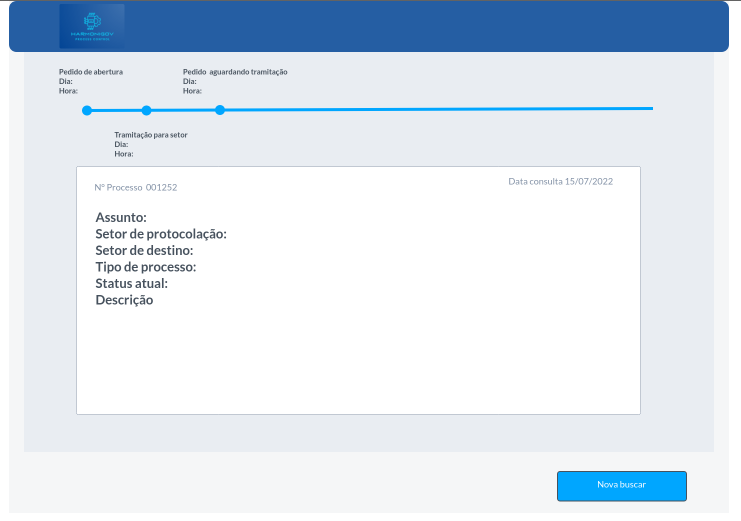 HARMONIGOV
Pedido de abertura
Dia:
Hora:
Pedido aguardando tramitação
Dia:
Hora:
Tramitação para setor
Dia:
Hora:
N° Processo 001252
Data consulta 15/07/2022
Assunto:
Setor de protocolação:
Setor de destino:
Tipo de processo:
Status atual:
Descrição
Nova buscar